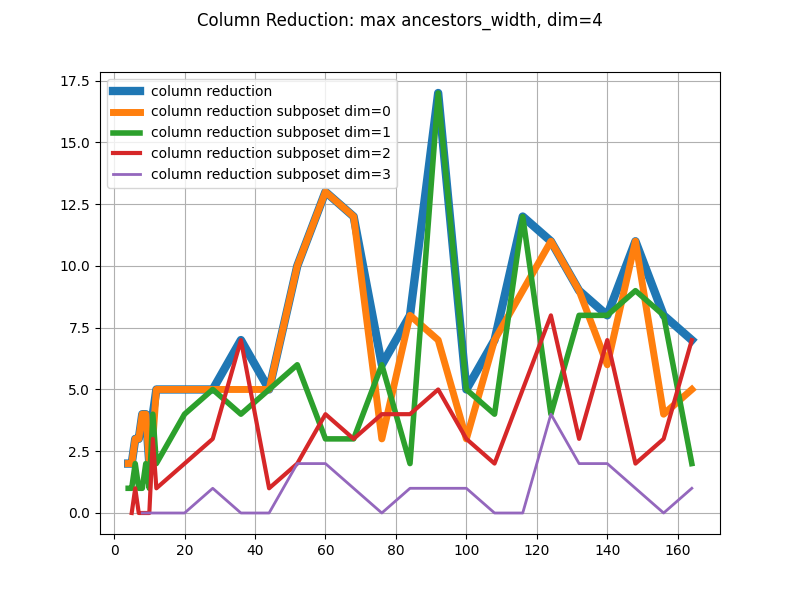 Column Reduction: max ancestors_width, dim=4
17.5
15.0
12.5
10.0
7.5
5.0
2.5
0.0
column reduction
column reduction subposet dim=0
column reduction subposet dim=1
column reduction subposet dim=2
column reduction subposet dim=3
0 20 40 60 80 100 120 140 160